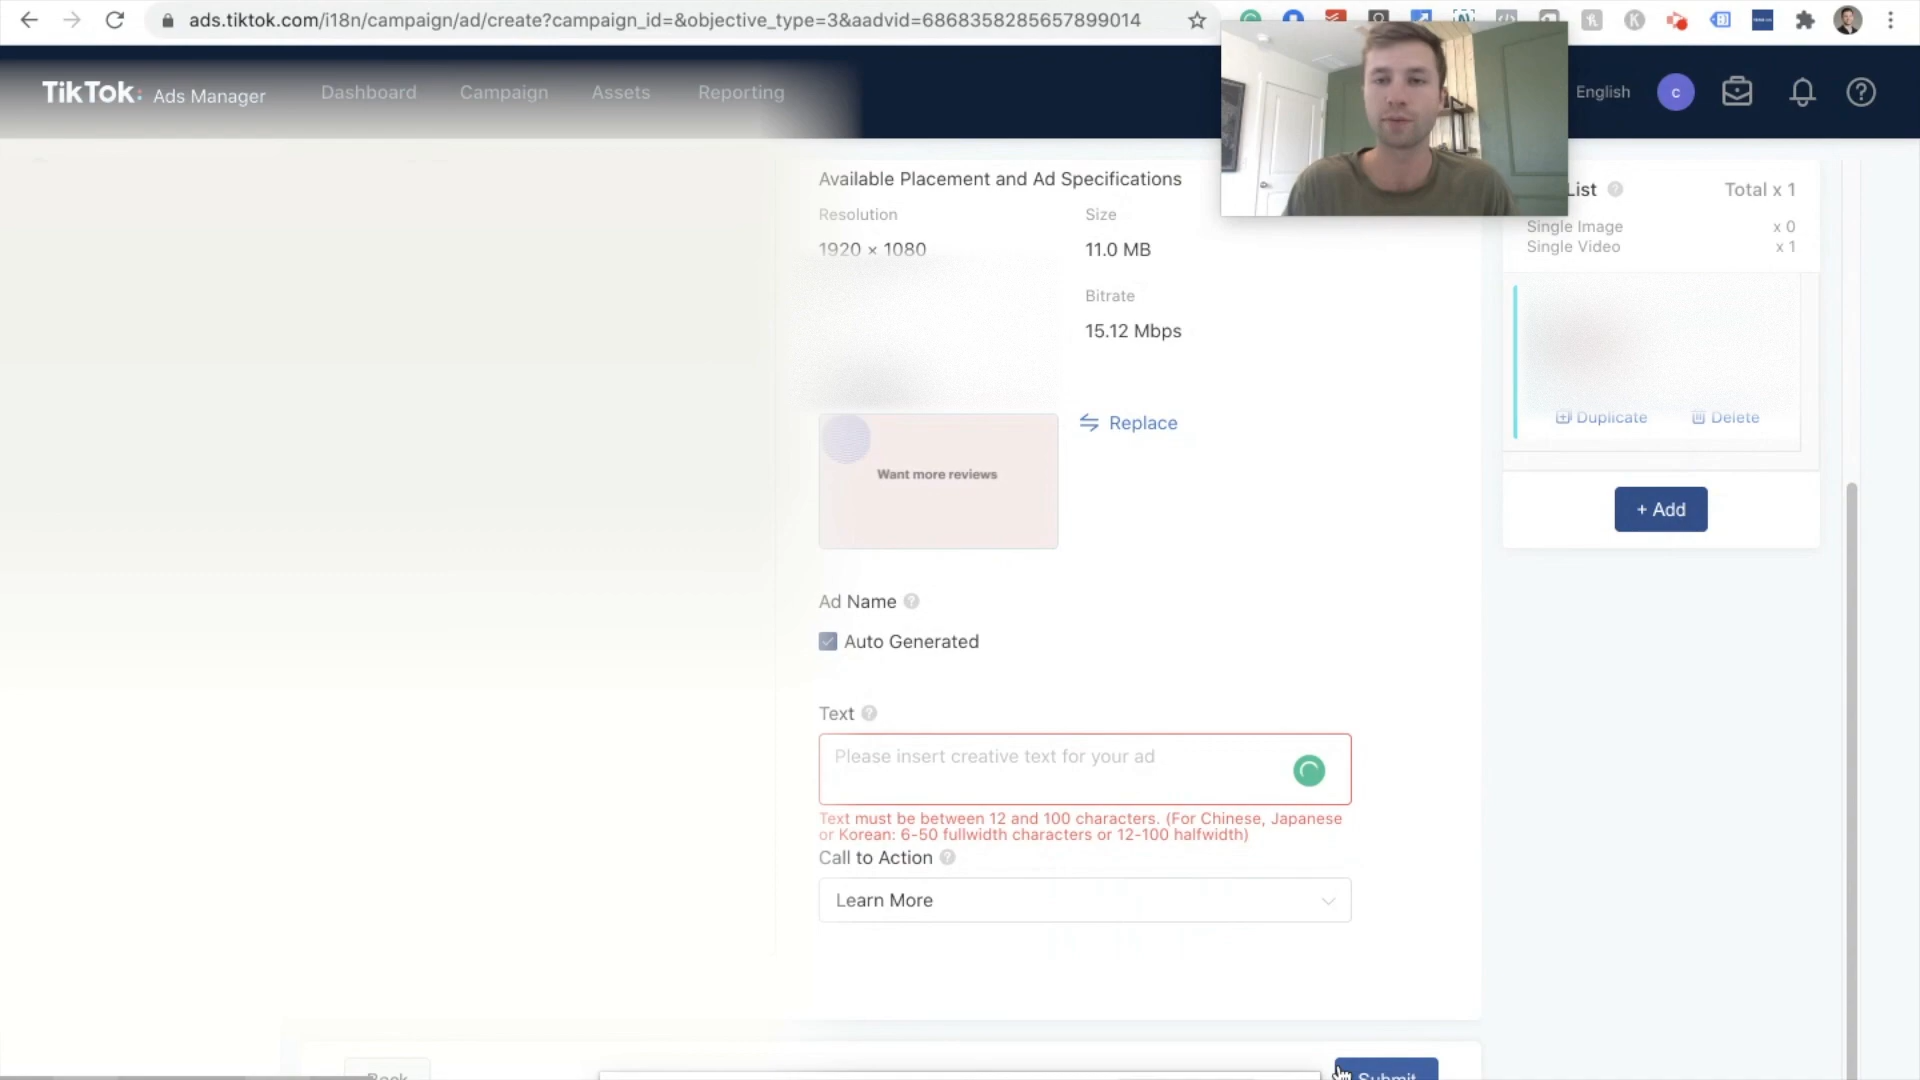 ads.tiktok.com/i18n/campaign/ad/create?campaign_id=&objective_type=3&aadvid=6868358285657899014
TikTok: Ads Manager
Dashboard
Campaign
Assets
Reporting
English
c
Available Placement and Ad Specifications
Resolution
Size
1920 × 1080
11.0 MB
Bitrate
15.12 Mbps
Want more reviews
Replace
Ad Name
Auto Generated
Text
Please insert creative text for your ad
Text must be between 12 and 100 characters. (For Chinese, Japanese
or Korean: 6-50 fullwidth characters or 12-100 halfwidth)
Call to Action
Learn More
Back
Submit
List
Total x 1
Single Image
x 0
Single Video
x 1
Duplicate
Delete
+ Add